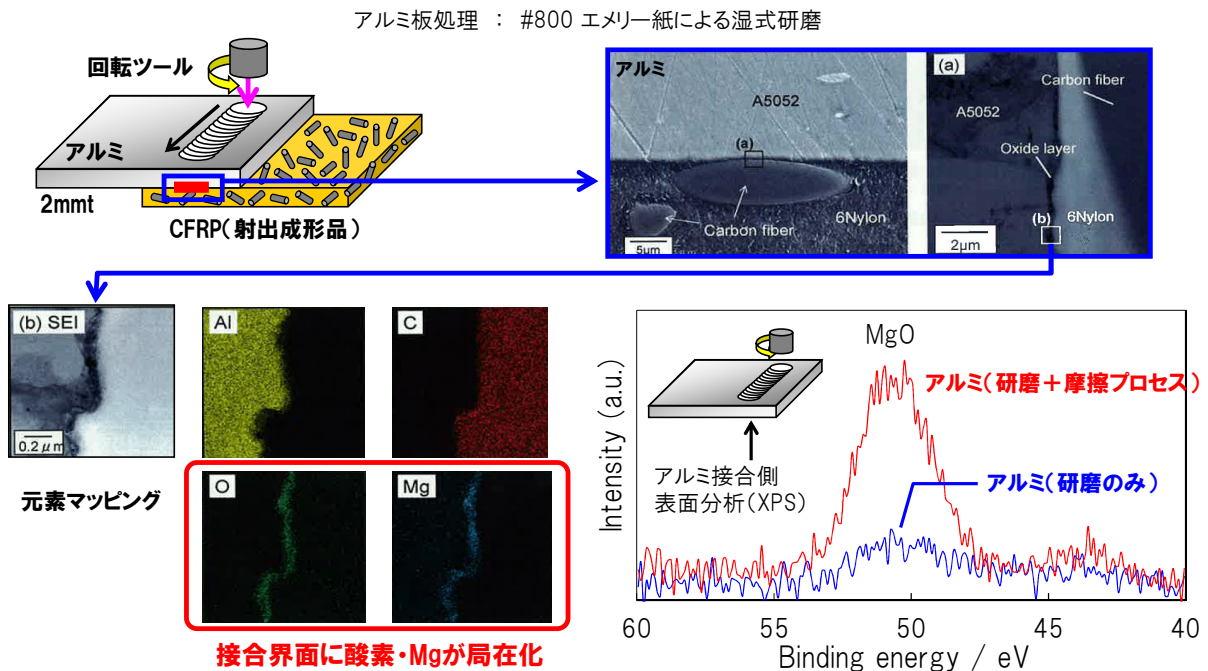 アルミ板処理 ： #800 エメリー紙による湿式研磨
回転ツール
アルミ
2mmt
CFRP(射出成形品)
アルミ
A5052
(a)
Carbon fiber
6Nylon
5μm
(a)
Carbon fiber
A5052
Oxide layer
(b)
6Nylon
2μm
(b) SEI
0.2μm
Al
C
O
Mg
元素マッピング
接合界面に酸素・Mgが局在化
MgO
アルミ(研磨＋摩擦プロセス)
アルミ(研磨のみ)
アルミ接合側
表面分析(XPS)
Intensity (a.u.)
60
55
50
45
40
Binding energy / eV